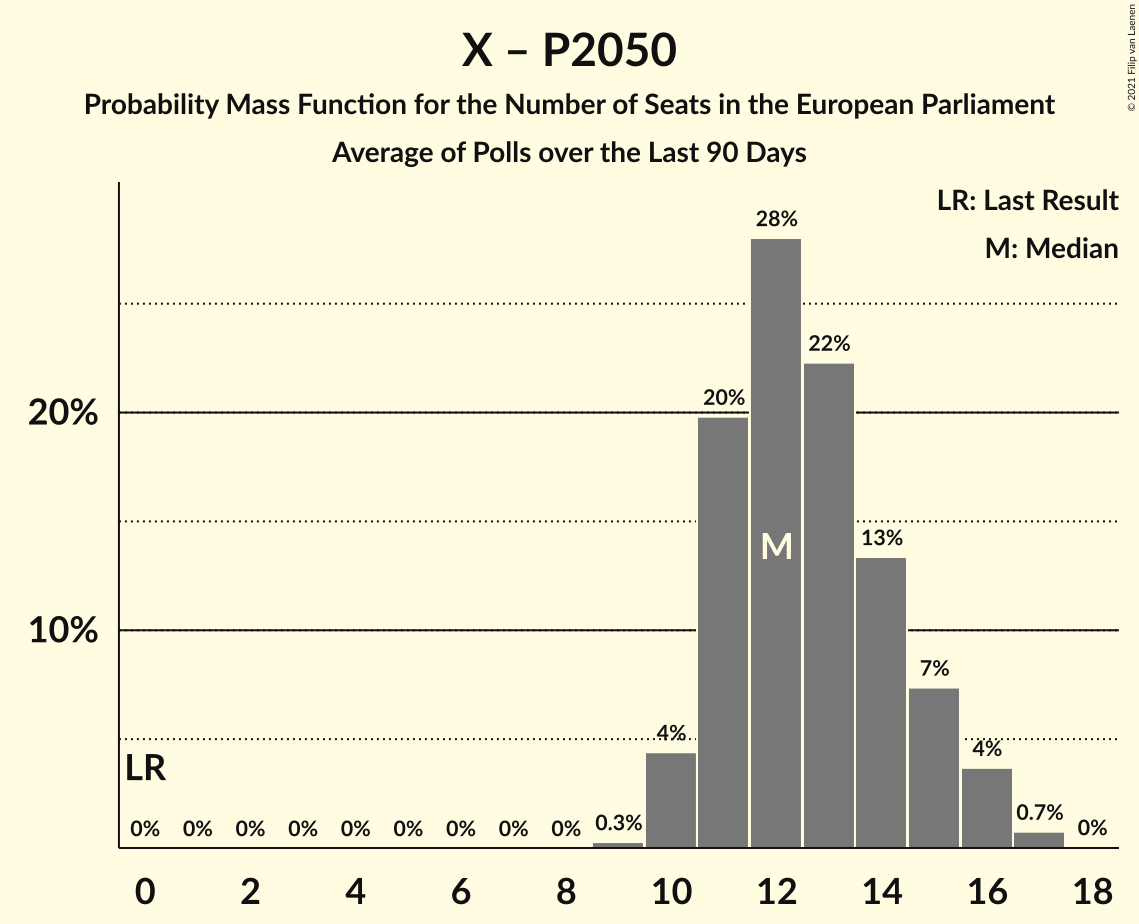 X – P2050
Probability Mass Function for the Number of Seats in the European Parliament
Average of Polls over the Last 90 Days
© 2021 Filip van Laenen
LR: Last Result
M: Median
28%
22%
20%
20%
M
13%
10%
7%
4%
4%
LR
0% 0% 0% 0% 0% 0% 0% 0% 0% 0.3% 0.7% 0%
0 2 4 6 8 10 12 14 16 18